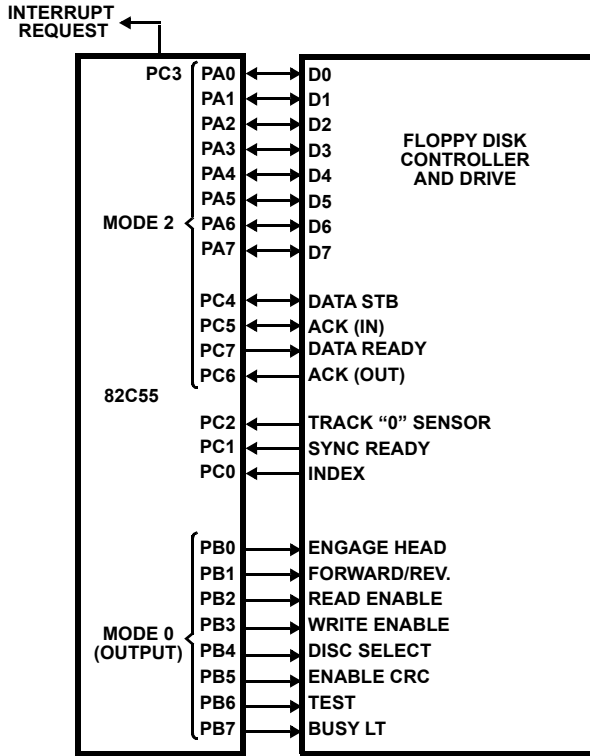 INTERRUPT
REQUEST
PC3 PA0 D0
PA1 D1
PA2 D2
PA3 D3
PA4 D4
PA5 D5
PA6 D6
PA7 D7
FLOPPY DISK
CONTROLLER
AND DRIVE
MODE 2
PC4 DATA STB
PC5 ACK (IN)
PC7 DATA READY
PC6 ACK (OUT)
82C55
PC2 TRACK “0” SENSOR
PC1 SYNC READY
PC0 INDEX
PB0 ENGAGE HEAD
PB1 FORWARD/REV.
PB2 READ ENABLE
PB3 WRITE ENABLE
MODE 0
(OUTPUT)
PB4 DISC SELECT
PB5 ENABLE CRC
PB6 TEST
PB7 BUSY LT